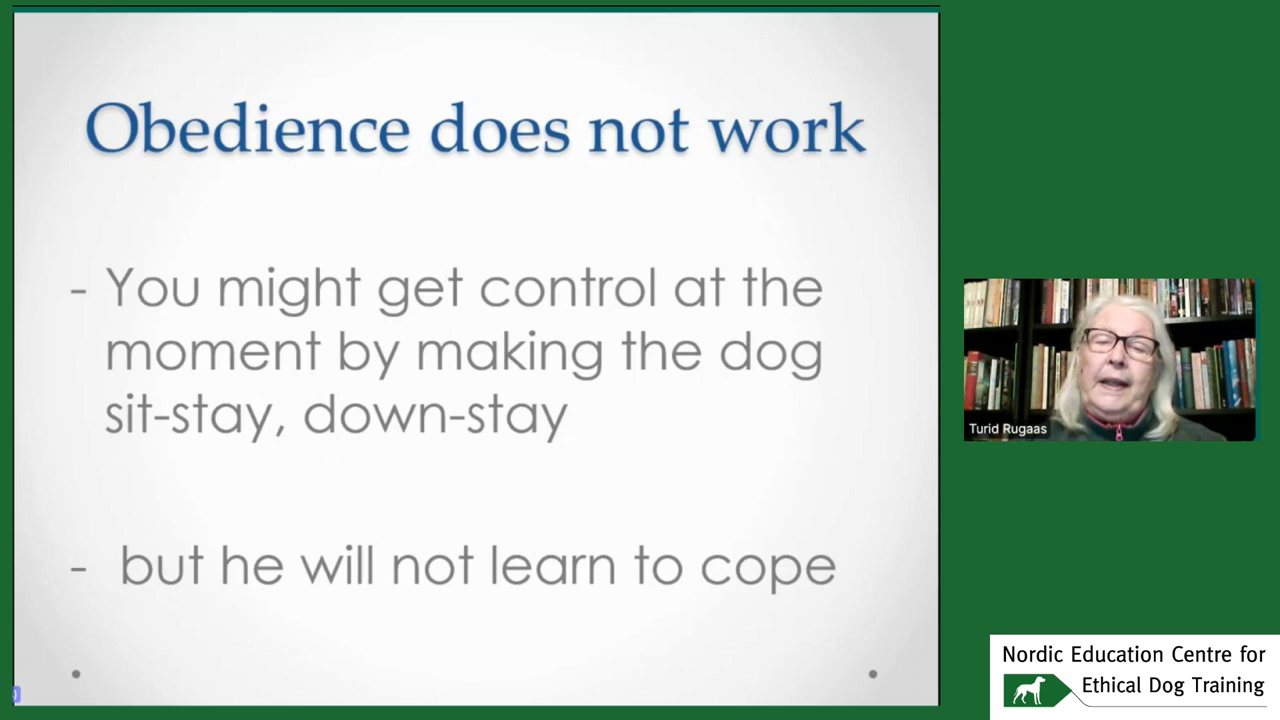 Obedience does not work
- You might get control at the
moment by making the dog
sit-stay, down-stay
- but he will not learn to cope
Turid Rugaas
Nordic Education Centre for
Ethical Dog Training